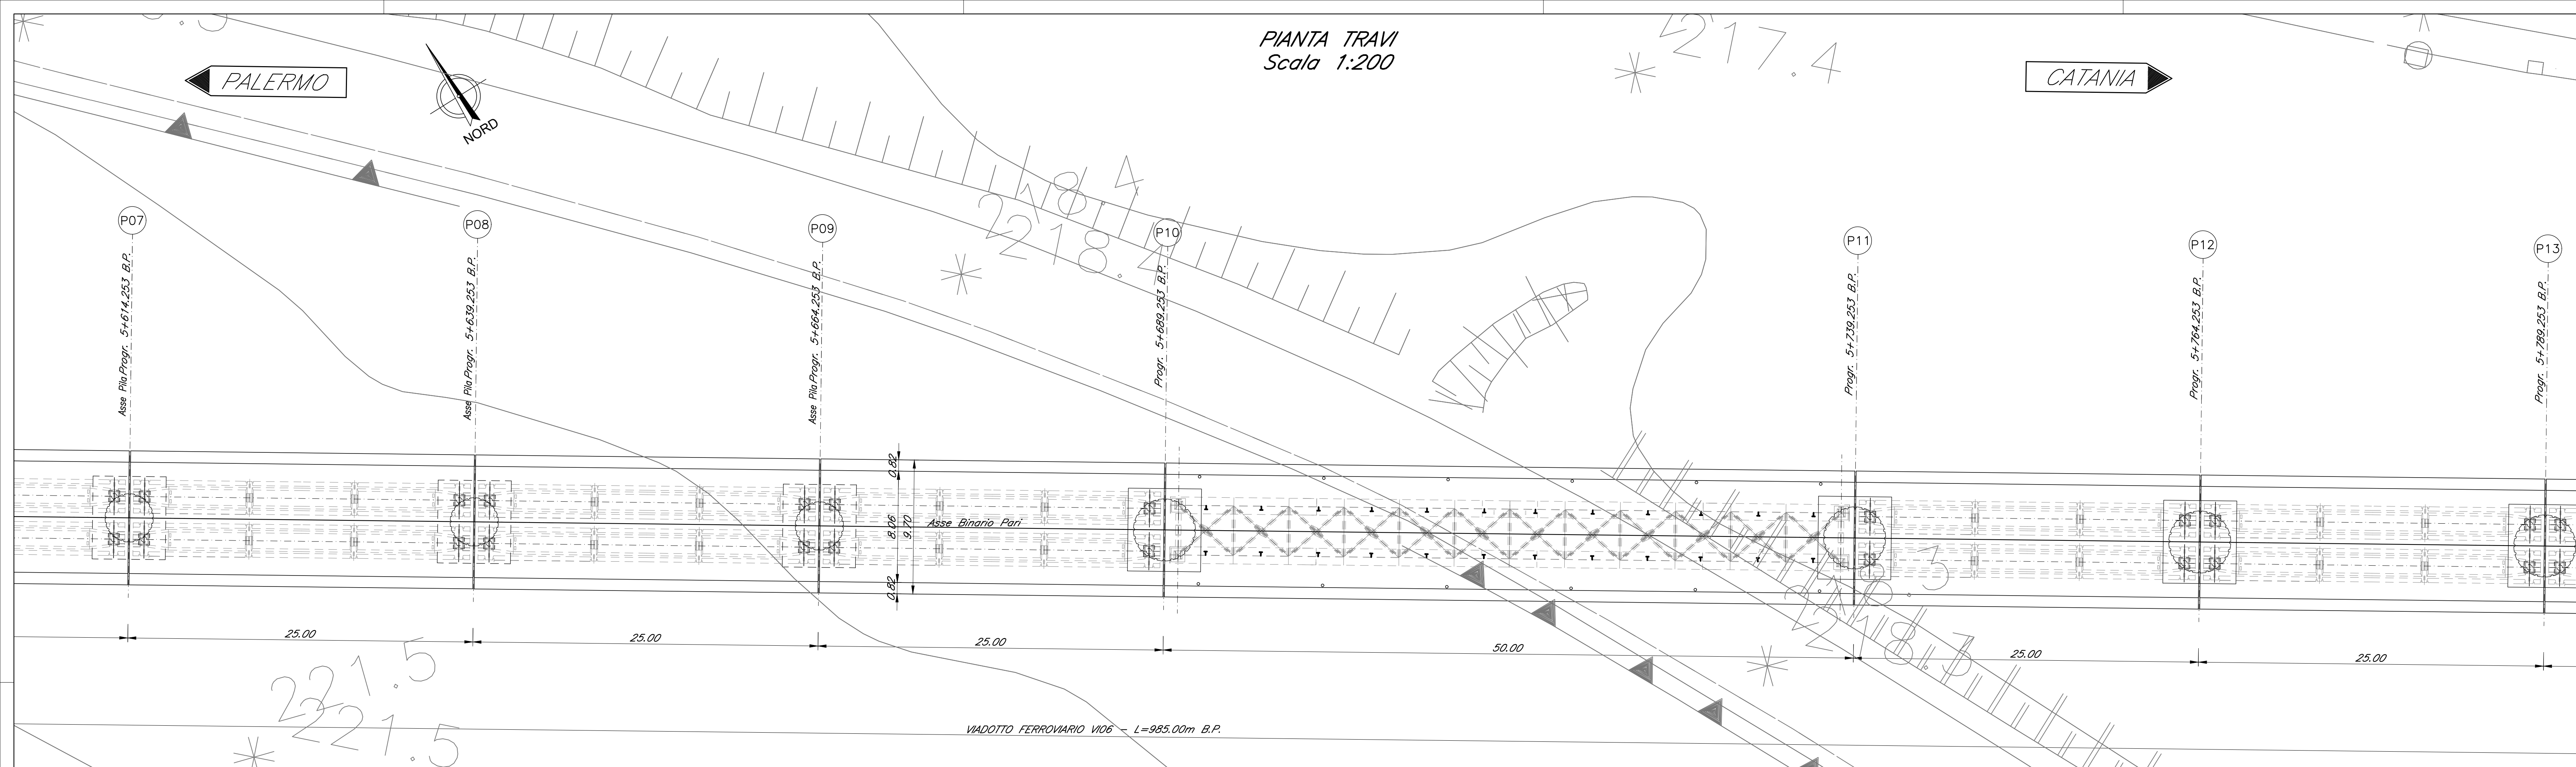 PIANTA TRAVI
Scala 1:200
PALERMO
NORD
CATANIA
217.4
218.4
221.8.2
P07
P08
P09
P10
P11
P12
P13
Asse Pila Progr. 5+614.253 B.P.
Asse Pila Progr. 5+639.253 B.P.
Asse Pila Progr. 5+664.253 B.P.
Progr. 5+689.253 B.P.
Progr. 5+739.253 B.P.
Progr. 5+764.253 B.P.
Progr. 5+789.253 B.P.
0.82
8.06
9.70
0.82
Asse Binario Pari
25.00
25.00
25.00
50.00
25.00
25.00
221.5
221.5
VIADOTTO FERROVIARIO VI06 - L=985.00m B.P.